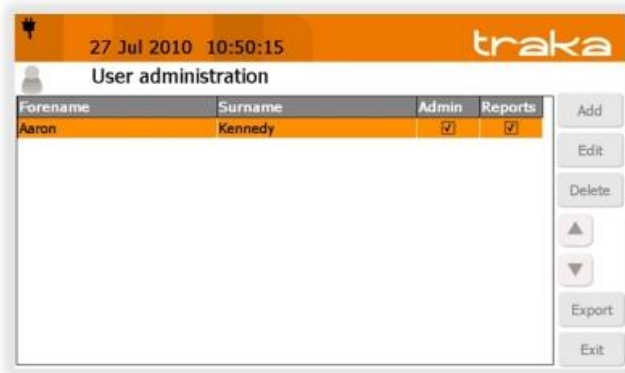 27 Jul 2010 10:50:15 traka
User administration
Forename Surname Admin Reports
Aaron Kennedy
Add
Edit
Delete
Export
Exit